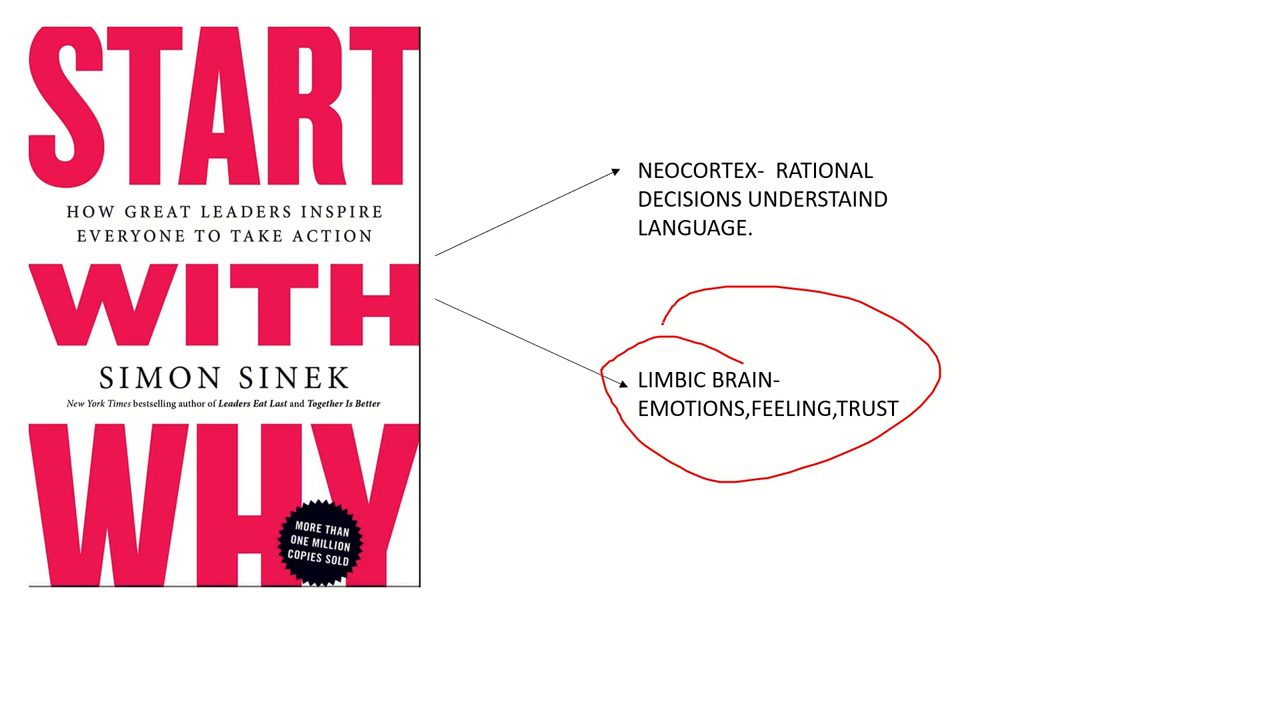 START
HOW GREAT LEADERS INSPIRE
EVERYONE TO TAKE ACTION
WITH
SIMON SINEK
New York Times bestselling author of Leaders Eat Last and Together Is Better
WHY
MORE THAN
ONE MILLION
COPIES SOLD
NEOCORTEX-  RATIONAL
DECISIONS UNDERSTAIND
LANGUAGE.
LIMBIC BRAIN-
EMOTIONS,FEELING,TRUST